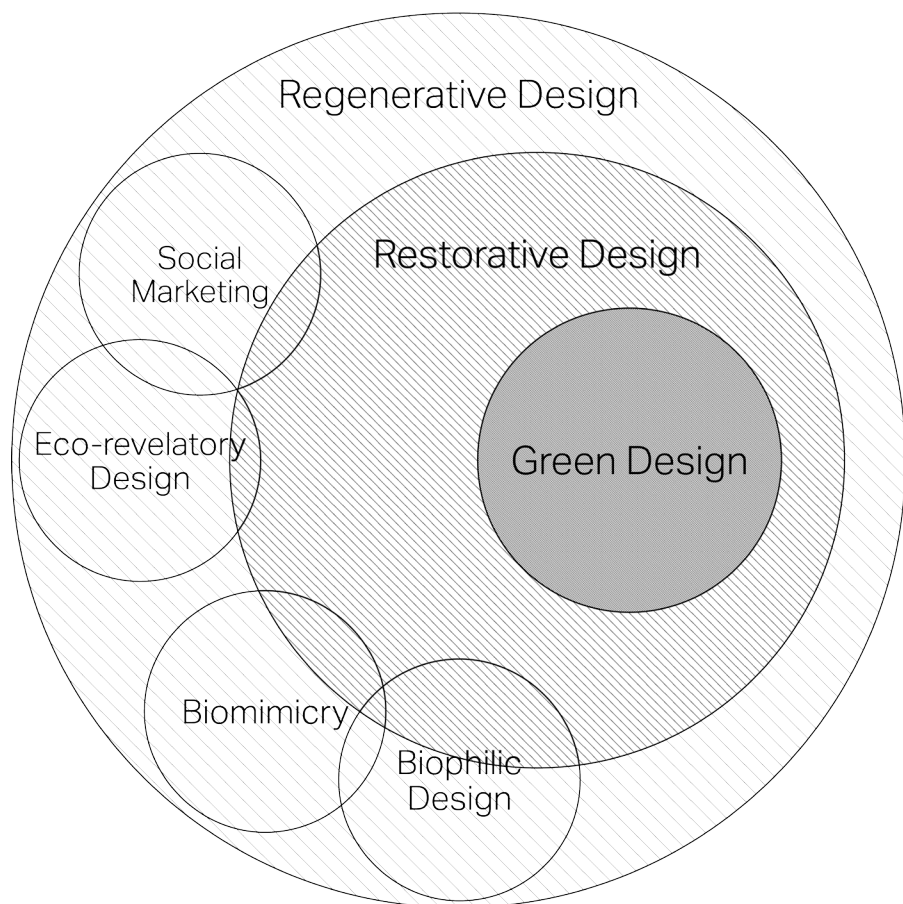 Regenerative Design
Restorative Design
Social
Marketing
Eco-revelatory
Design
Green Design
Biomimicry
Biophilic
Design